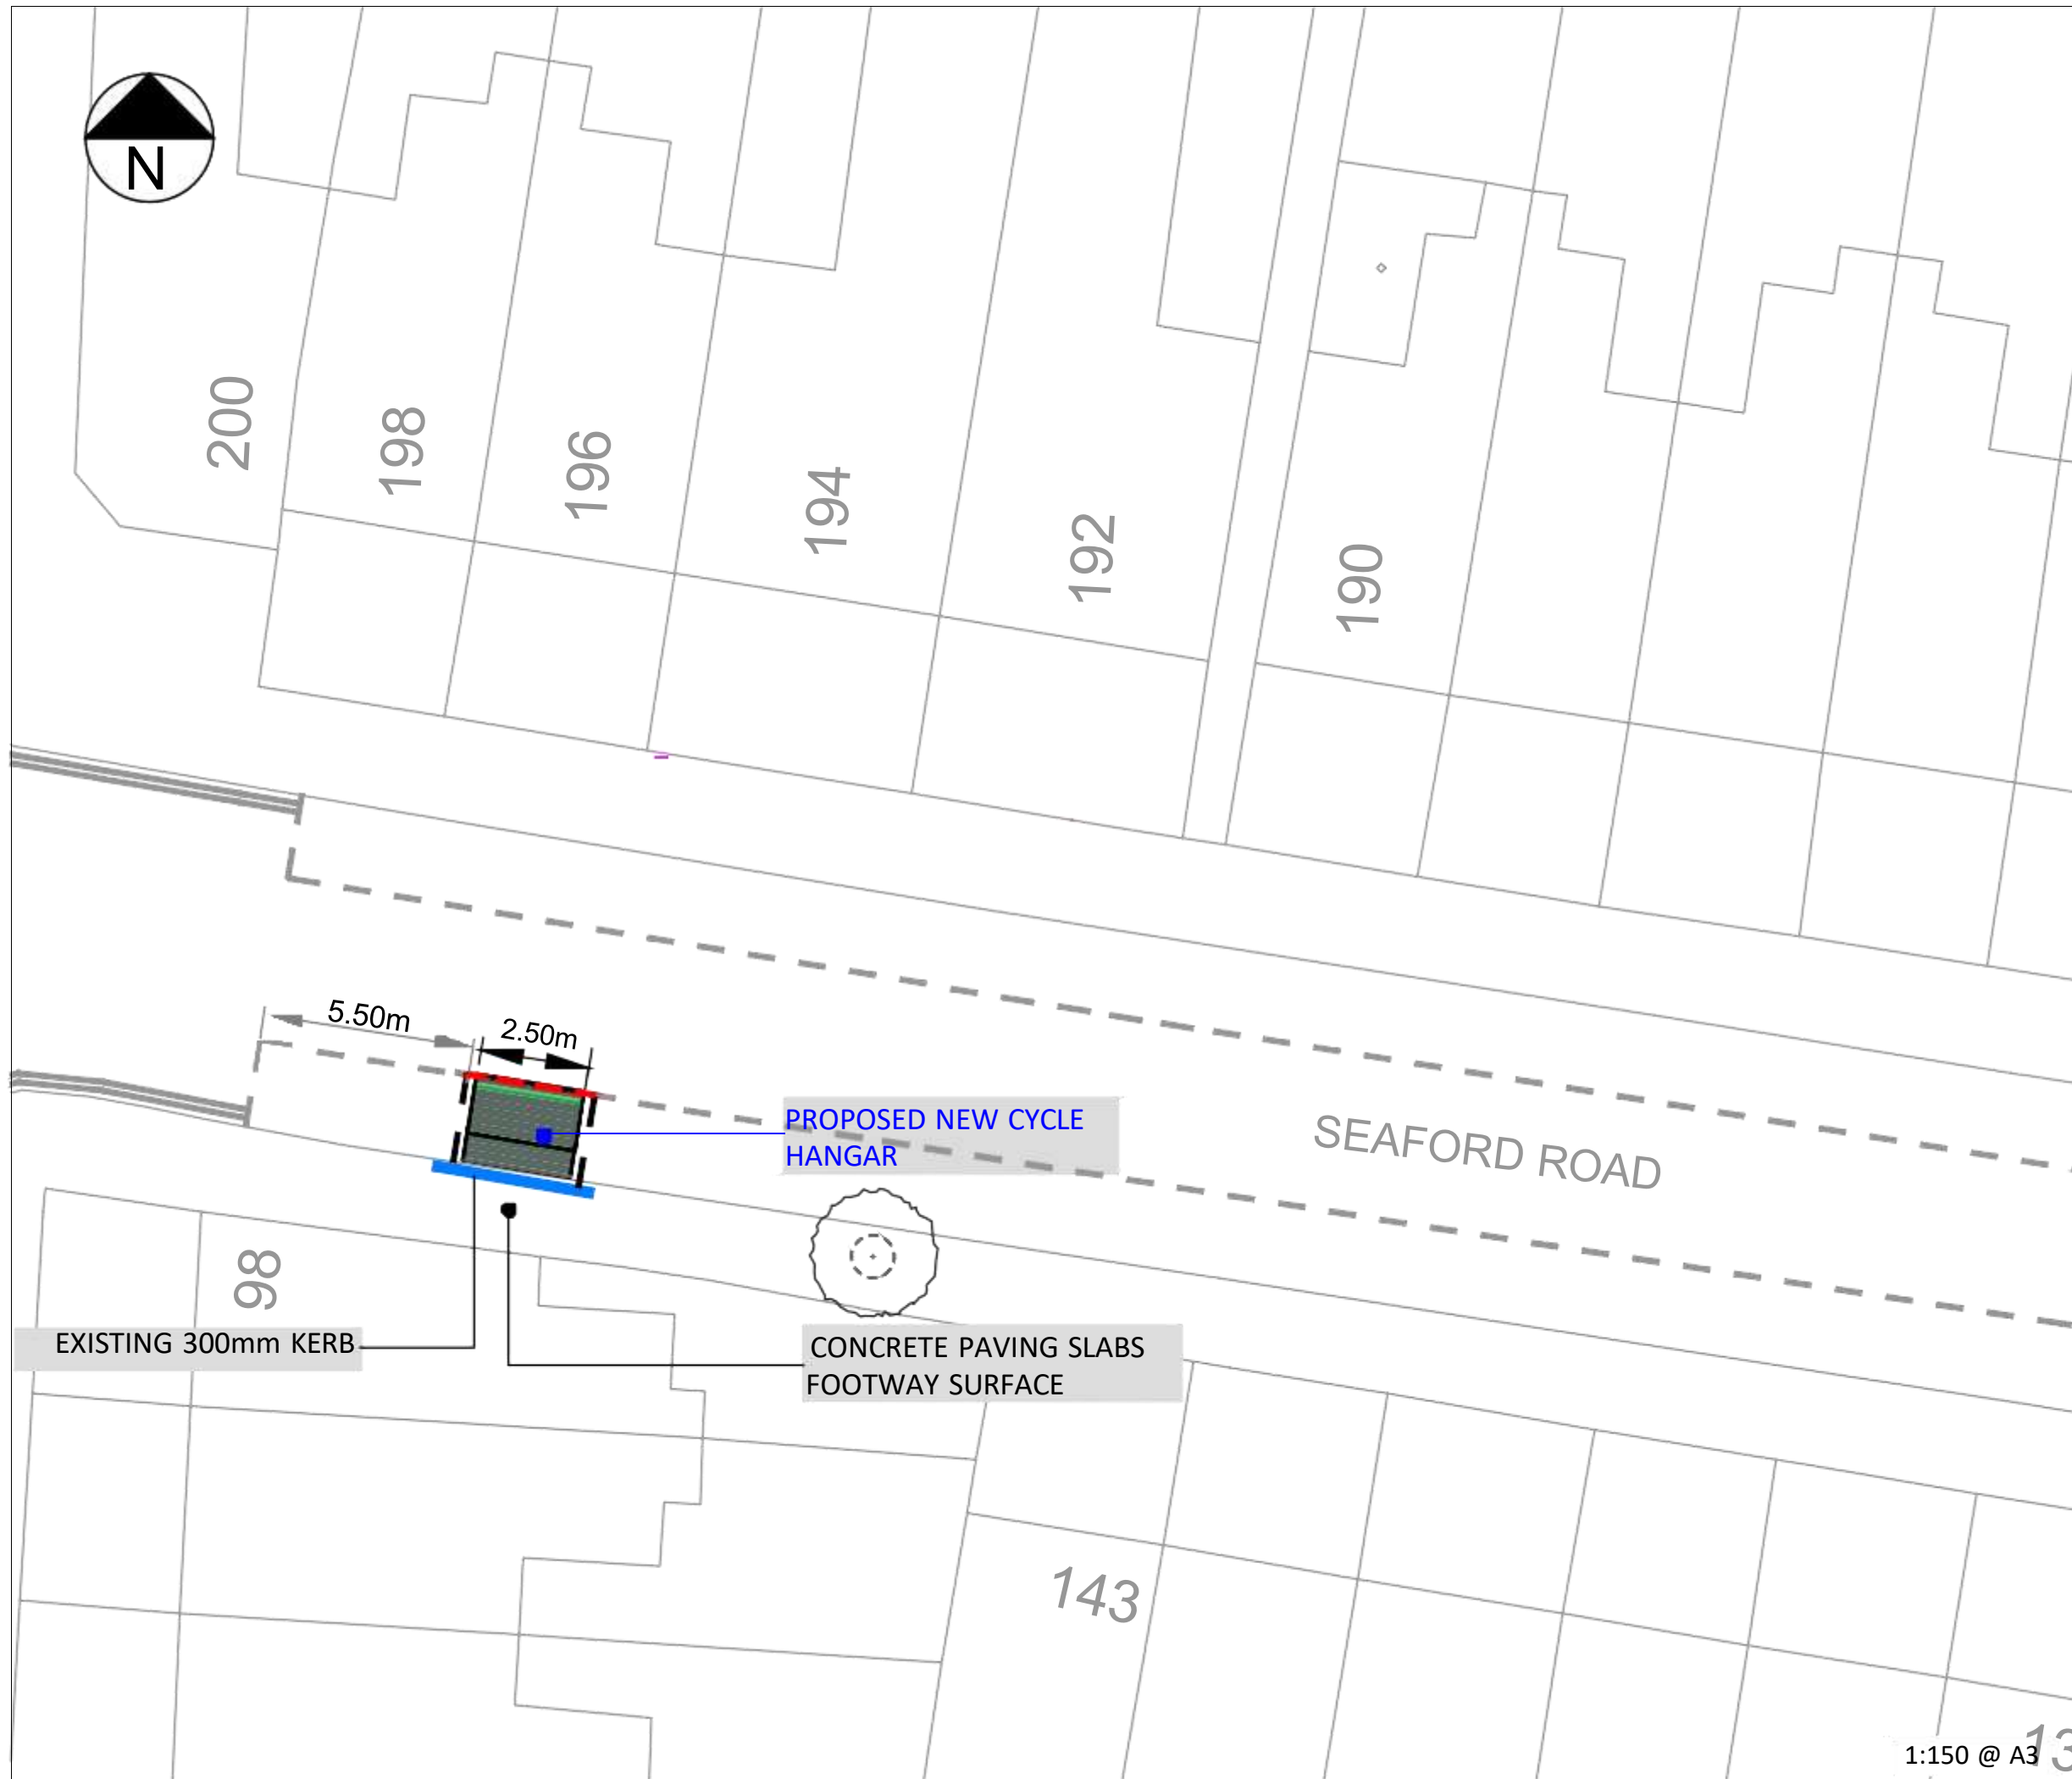 N
200
198
196
194
192
190
5.50m
2.50m
PROPOSED NEW CYCLE
HANGAR
SEAFORD ROAD
98
EXISTING 300mm KERB
CONCRETE PAVING SLABS
FOOTWAY SURFACE
143
13
1:150 @ A3